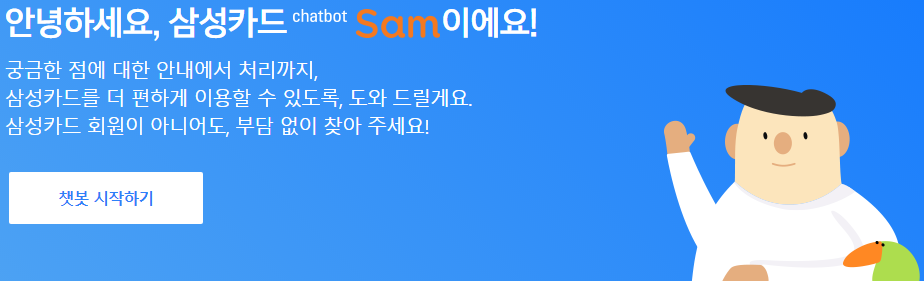 안녕하세요, 삼성카드 chatbot Sam이에요!
궁금한 점에 대한 안내에서 처리까지,
삼성카드를 더 편하게 이용할 수 있도록, 도와 드릴게요.
삼성카드 회원이 아니어도, 부담 없이 찾아 주세요!
챗봇 시작하기